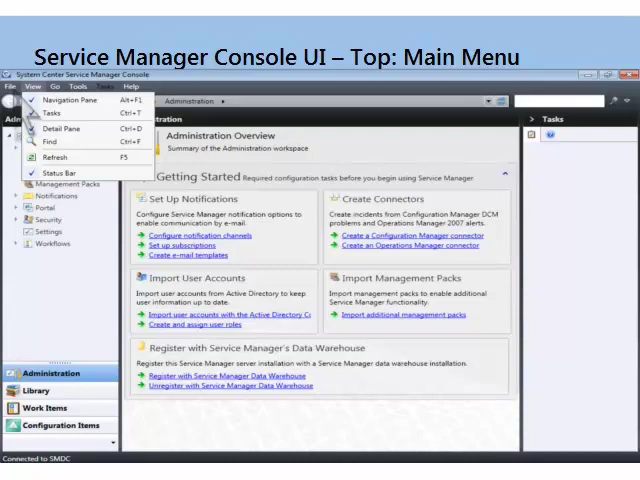 Service Manager Console UI – Top: Main Menu
System Center Service Manager Console
File View Go Tools Tasks Help
Navigation Pane Alt+F1
Tasks Ctrl+T
Detail Pane Ctrl+D
Find Ctrl+F
Refresh F5
Status Bar
Administration
Management Packs
Notifications
Portal
Security
Settings
Workflows
Administration
Library
Work Items
Configuration Items
Administration Overview
Summary of the Administration workspace
Getting Started Required configuration tasks before you begin using Service Manager
Set Up Notifications
Configure Service Manager notification options to
enable communication by e-mail.
Configure notification channels
Set up subscriptions
Create e-mail templates
Create Connectors
Create incidents from Configuration Manager DCM
problems and Operations Manager 2007 alerts.
Create a Configuration Manager connector
Create an Operations Manager connector
Import User Accounts
Import user accounts from Active Directory to keep
user information up to date.
Import user accounts with the Active Directory Cc
Create and assign user roles
Import Management Packs
Import management packs to enable additional
Service Manager functionality.
Import additional management packs
Register with Service Manager's Data Warehouse
Register this Service Manager server installation with a Service Manager data warehouse installation.
Register with Service Manager Data Warehouse
Unregister with Service Manager Data Warehouse
> Tasks
Connected to SMDC